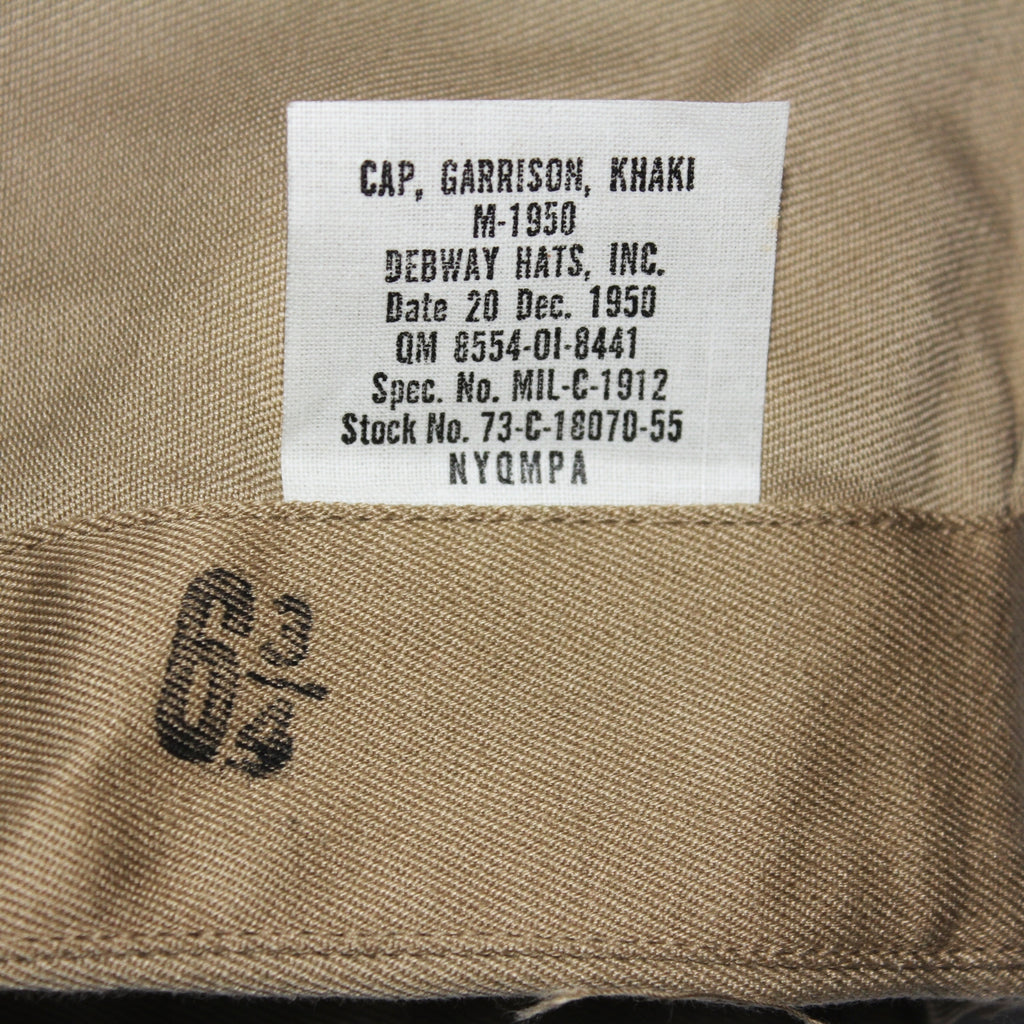 CAP, GARRISON, KHAKI
M-1950
DEBWAY HATS, INC.
Date 20 Dec. 1950
QM 8554-OI-8441
Spec. No. MIL-C-1912
Stock No. 73-C-18070-55
NYQMPA
6 3/4